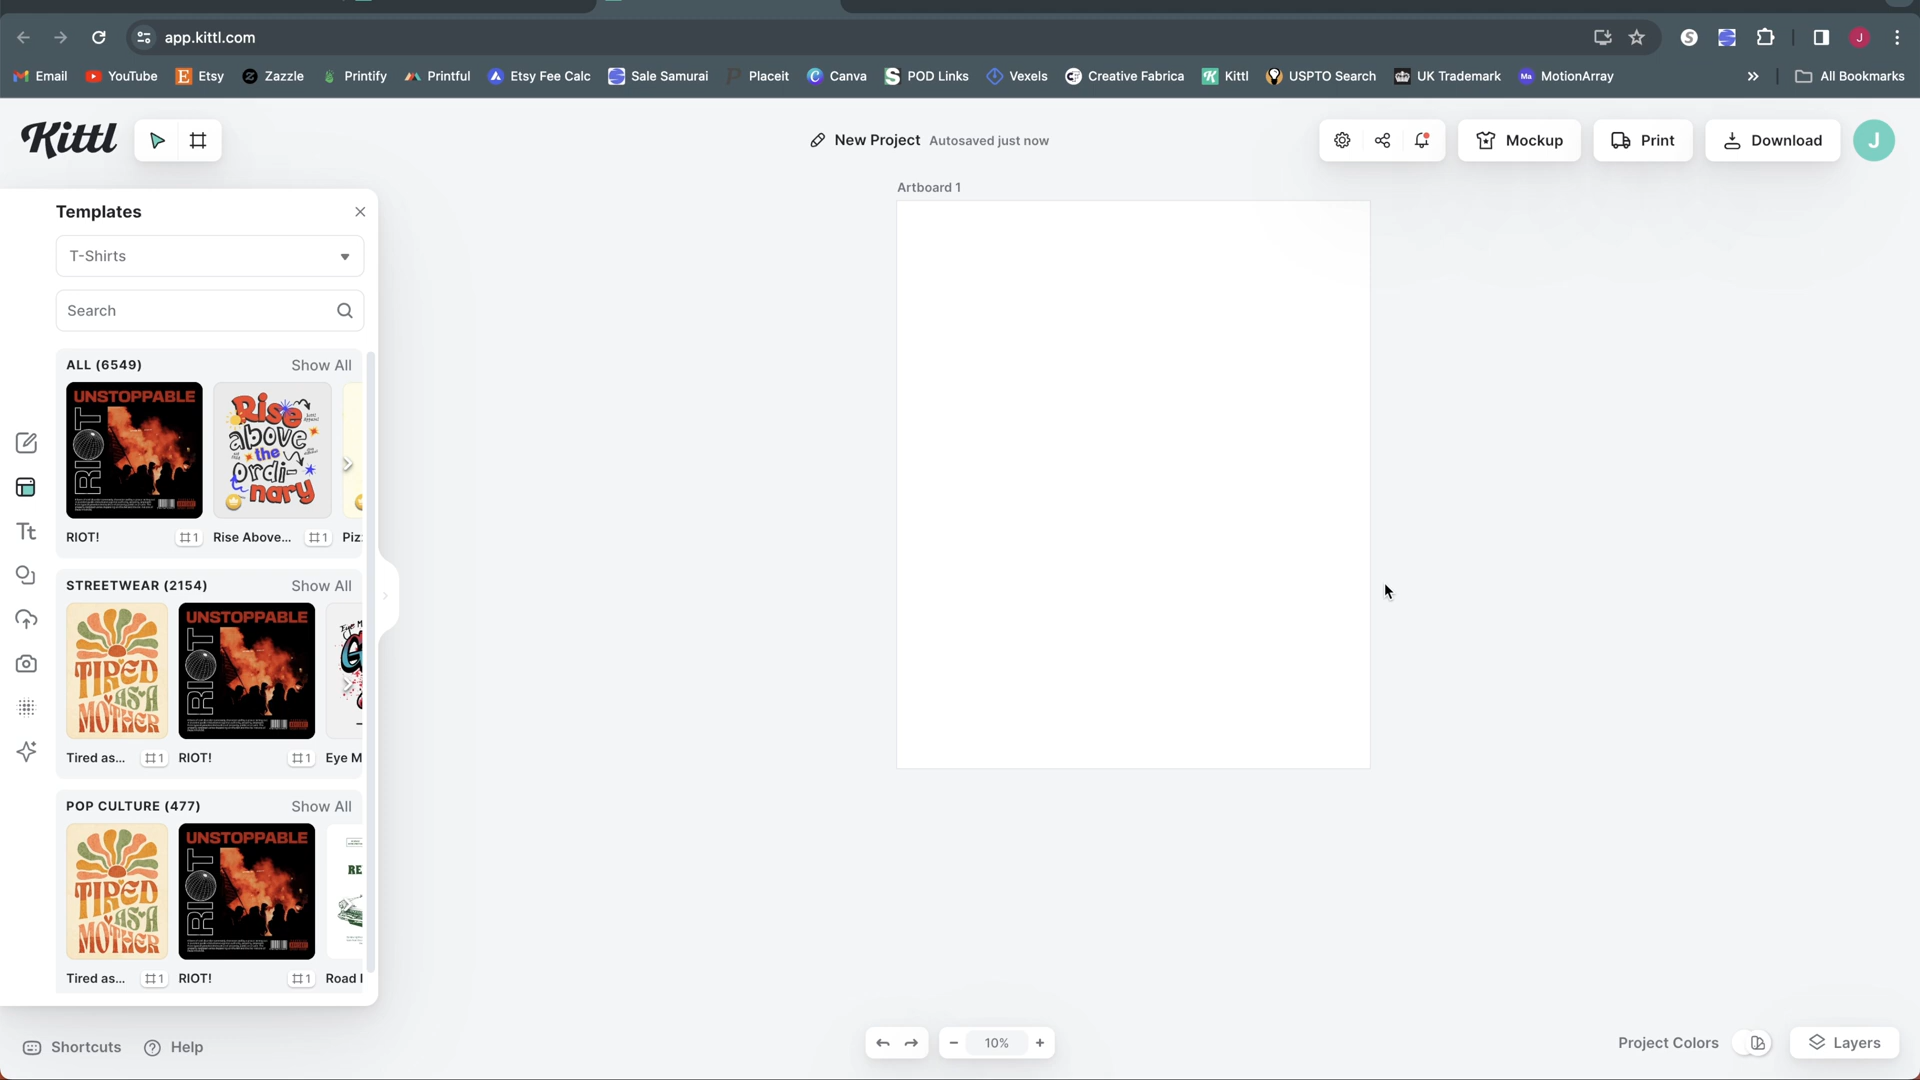 app.kittl.com
J
Email
YouTube
Etsy
Zazzle
Printify
Printful
Etsy Fee Calc
Sale Samurai
Placeit
Canva
POD Links
Vexels
Creative Fabrica
Kittl
USPTO Search
UK Trademark
MotionArray
All Bookmarks
Kittl
New Project Autosaved just now
Mockup
Print
Download
J
Artboard 1
Templates
T-Shirts
Search
ALL (6549)
Show All
UNSTOPPABLE
RIOT
Rise
above
the
Ordi-
nary
RIOT!
1
Rise Above...
1
Piz
STREETWEAR (2154)
Show All
TIRED
AS·A
MOTHER
UNSTOPPABLE
RIOT
Tired as...
1
RIOT!
1
Eye M
POP CULTURE (477)
Show All
TIRED
AS·A
MOTHER
UNSTOPPABLE
RIOT
RE
Tired as...
1
RIOT!
1
Road
Tt
Shortcuts
Help
10%
Project Colors
Layers